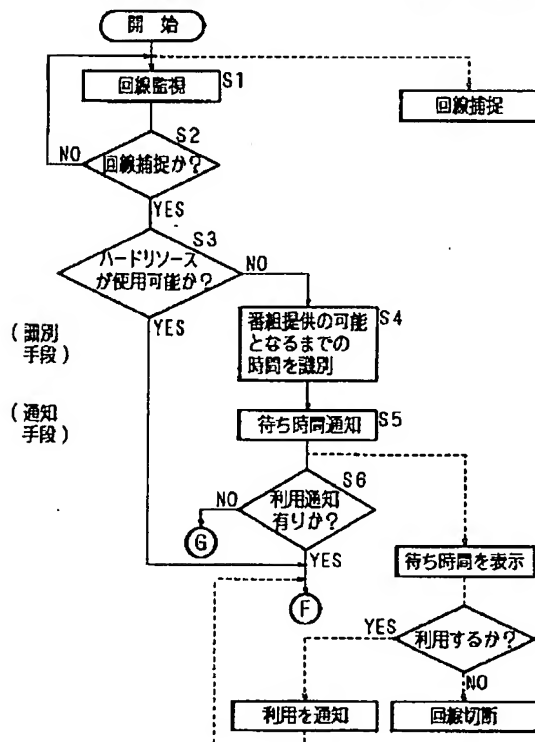 開始
回線監視
S1
回線捕捉
S2
回線捕捉か?
NO
YES
S3
ハードリソース
が使用可能か?
NO
YES
(識別
手段)
番組提供の可能
となるまでの
時間を識別
S4
(通知
手段)
待ち時間通知
S5
S6
利用通知
有りか?
NO
G
YES
F
待ち時間を表示
利用するか?
YES
NO
利用を通知
回線切断